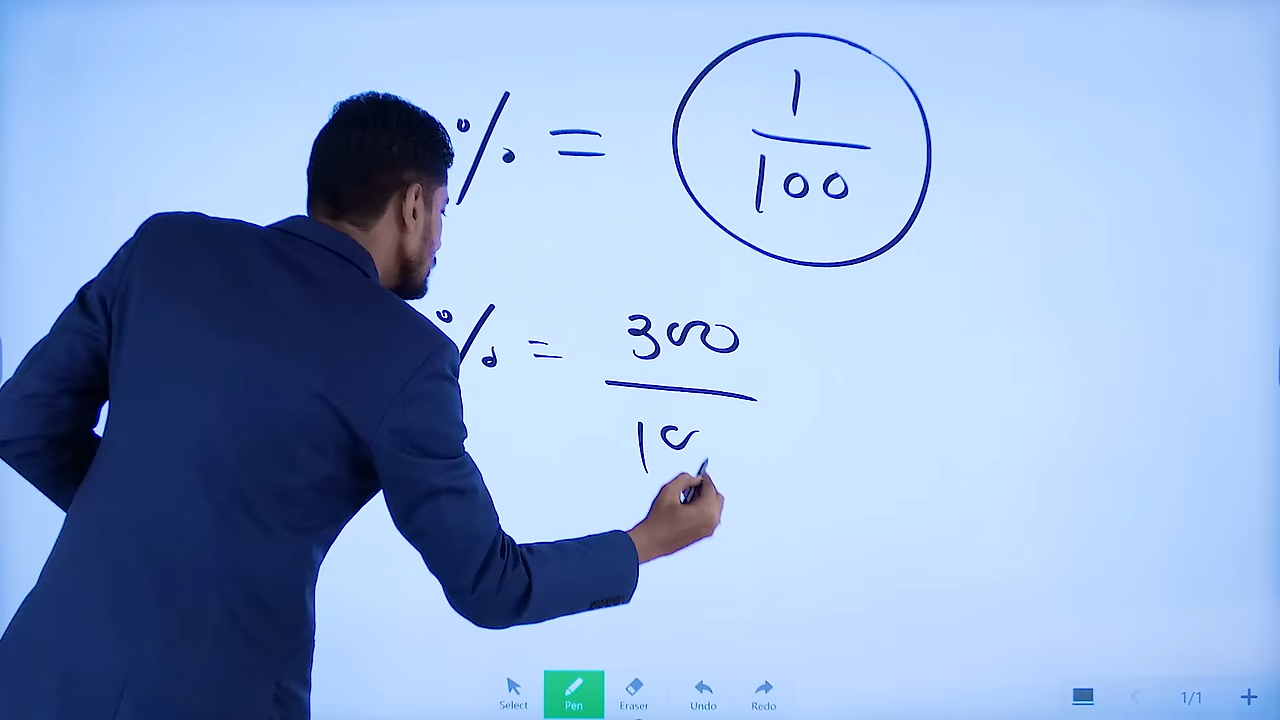 % = 1/100
% = 300/10
Select Pen Eraser Undo Redo 1/1